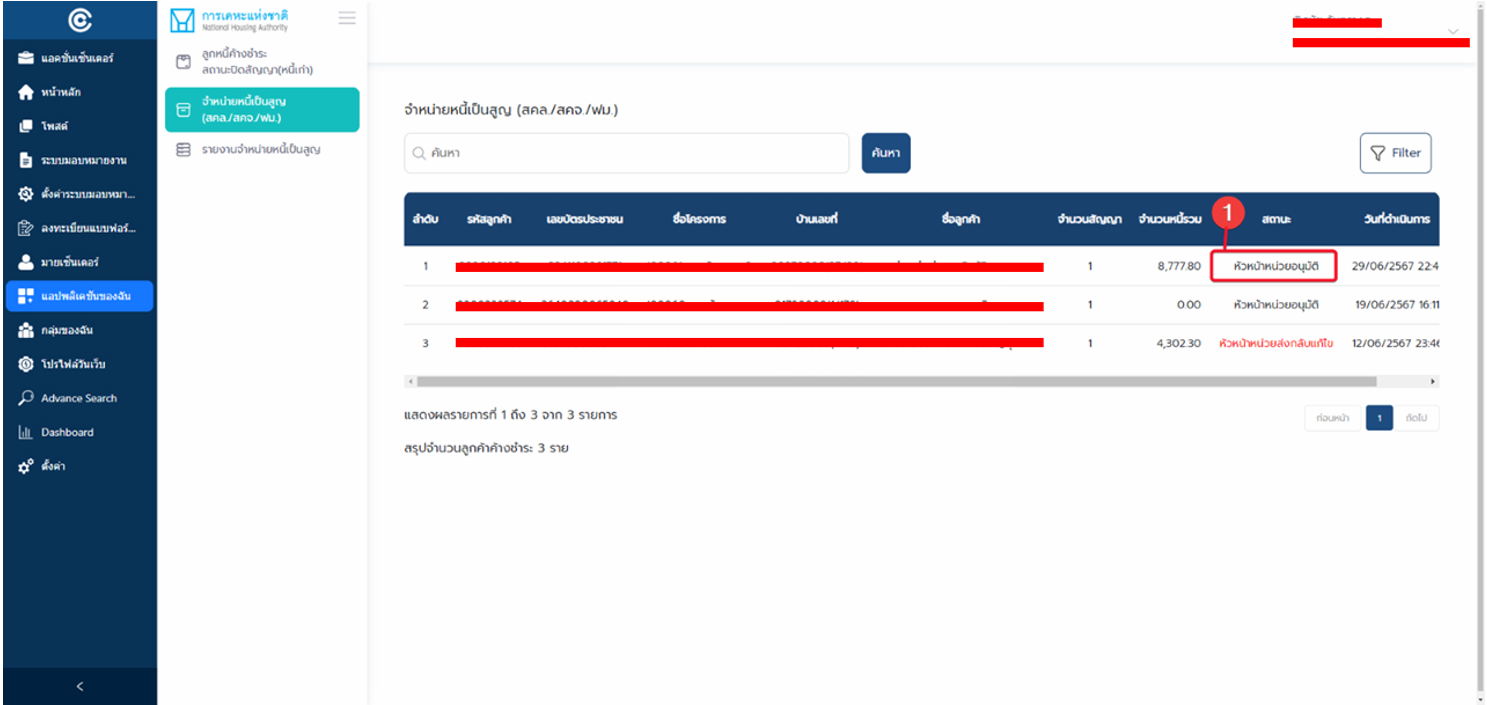 การเคหะแห่งชาติ
National Housing Authority
แอคชั่นเซ็นเตอร์
หน้าหลัก
โพสต์
ระบบมอบหมายงาน
ตั้งค่าระบบมอบหมา...
ลงทะเบียนแบบฟอร์...
มายเซ็นเตอร์
แอปพลิเคชันของฉัน
กลุ่มของฉัน
โปรไฟล์วันเว็บ
Advance Search
Dashboard
ตั้งค่า
<
ลูกหนี้ค้างชำระ
สถานะปิดสัญญา(หนี้เก่า)
จำหน่ายหนี้เป็นสูญ
(สคล./สคจ./ฟม.)
รายงานจำหน่ายหนี้เป็นสูญ
จำหน่ายหนี้เป็นสูญ (สคล./สคจ./ฟม.)
ค้นหา ค้นหา Filter
ลำดับ รหัสลูกค้า เลขบัตรประชาชน ชื่อโครงการ บ้านเลขที่ ชื่อลูกค้า จำนวนสัญญา จำนวนหนี้รวม 1 สถานะ วันที่ดำเนินการ
1 1 8,777.80 หัวหน้าหน่วยอนุมัติ 29/06/2567 22:4
2 1 0.00 หัวหน้าหน่วยอนุมัติ 19/06/2567 16:11
3 1 4,302.30 หัวหน้าหน่วยส่งกลับแก้ไข 12/06/2567 23:46
แสดงผลรายการที่ 1 ถึง 3 จาก 3 รายการ
ก่อนหน้า 1 ถัดไป
สรุปจำนวนลูกค้าค้างชำระ 3 ราย